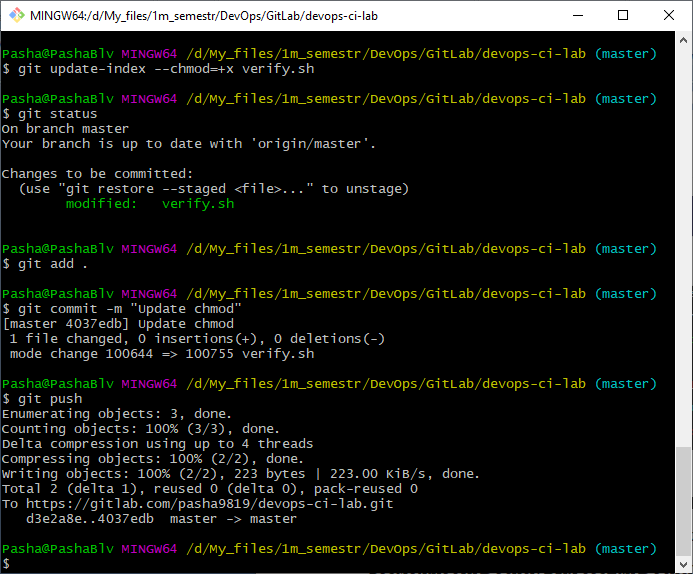 MINGW64:/d/My_files/1m_semestr/DevOps/GitLab/devops-ci-lab
Pasha@PashaBlv MINGW64 /d/My_files/1m_semestr/DevOps/GitLab/devops-ci-lab (master)
$ git update-index --chmod=+x verify.sh
Pasha@PashaBlv MINGW64 /d/My_files/1m_semestr/DevOps/GitLab/devops-ci-lab (master)
$ git status
On branch master
Your branch is up to date with 'origin/master'.
Changes to be committed:
  (use "git restore --staged <file>..." to unstage)
        modified:   verify.sh
Pasha@PashaBlv MINGW64 /d/My_files/1m_semestr/DevOps/GitLab/devops-ci-lab (master)
$ git add .
Pasha@PashaBlv MINGW64 /d/My_files/1m_semestr/DevOps/GitLab/devops-ci-lab (master)
$ git commit -m "Update chmod"
[master 4037edb] Update chmod
 1 file changed, 0 insertions(+), 0 deletions(-)
 mode change 100644 => 100755 verify.sh
Pasha@PashaBlv MINGW64 /d/My_files/1m_semestr/DevOps/GitLab/devops-ci-lab (master)
$ git push
Enumerating objects: 3, done.
Counting objects: 100% (3/3), done.
Delta compression using up to 4 threads
Compressing objects: 100% (2/2), done.
Writing objects: 100% (2/2), 223 bytes | 223.00 KiB/s, done.
Total 2 (delta 1), reused 0 (delta 0), pack-reused 0
To https://gitlab.com/pasha9819/devops-ci-lab.git
   d3e2a8e..4037edb  master -> master
Pasha@PashaBlv MINGW64 /d/My_files/1m_semestr/DevOps/GitLab/devops-ci-lab (master)
$